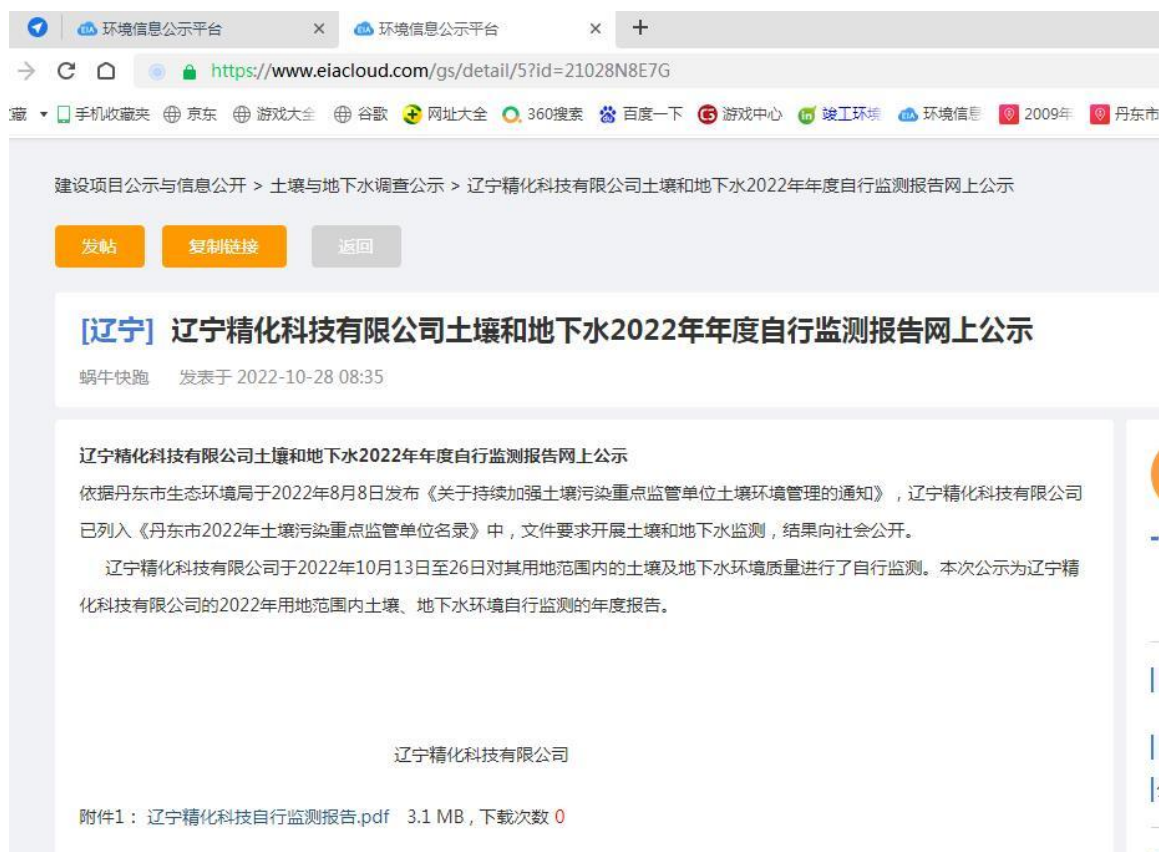 环境信息公示平台
环境信息公示平台
https://www.eiacloud.com/gs/detail/5?id=21028N8E7G
藏 手机收藏夹 京东 游戏大全 谷歌 网址大全 360搜索 百度一下 游戏中心 竣工环境 环境信息 2009年 丹东市
建设项目公示与信息公开 > 土壤与地下水调查公示 > 辽宁精化科技有限公司土壤和地下水2022年年度自行监测报告网上公示
发帖 复制链接 返回
[辽宁] 辽宁精化科技有限公司土壤和地下水2022年年度自行监测报告网上公示
蜗牛快跑 发表于 2022-10-28 08:35
辽宁精化科技有限公司土壤和地下水2022年年度自行监测报告网上公示
依据丹东市生态环境局于2022年8月8日发布《关于持续加强土壤污染重点监管单位土壤环境管理的通知》，辽宁精化科技有限公司
已列入《丹东市2022年土壤污染重点监管单位名录》中，文件要求开展土壤和地下水监测，结果向社会公开。
辽宁精化科技有限公司于2022年10月13日至26日对其用地范围内的土壤及地下水环境质量进行了自行监测。本次公示为辽宁精
化科技有限公司的2022年用地范围内土壤、地下水环境自行监测的年度报告。
辽宁精化科技有限公司
附件1：辽宁精化科技自行监测报告.pdf 3.1 MB，下载次数 0